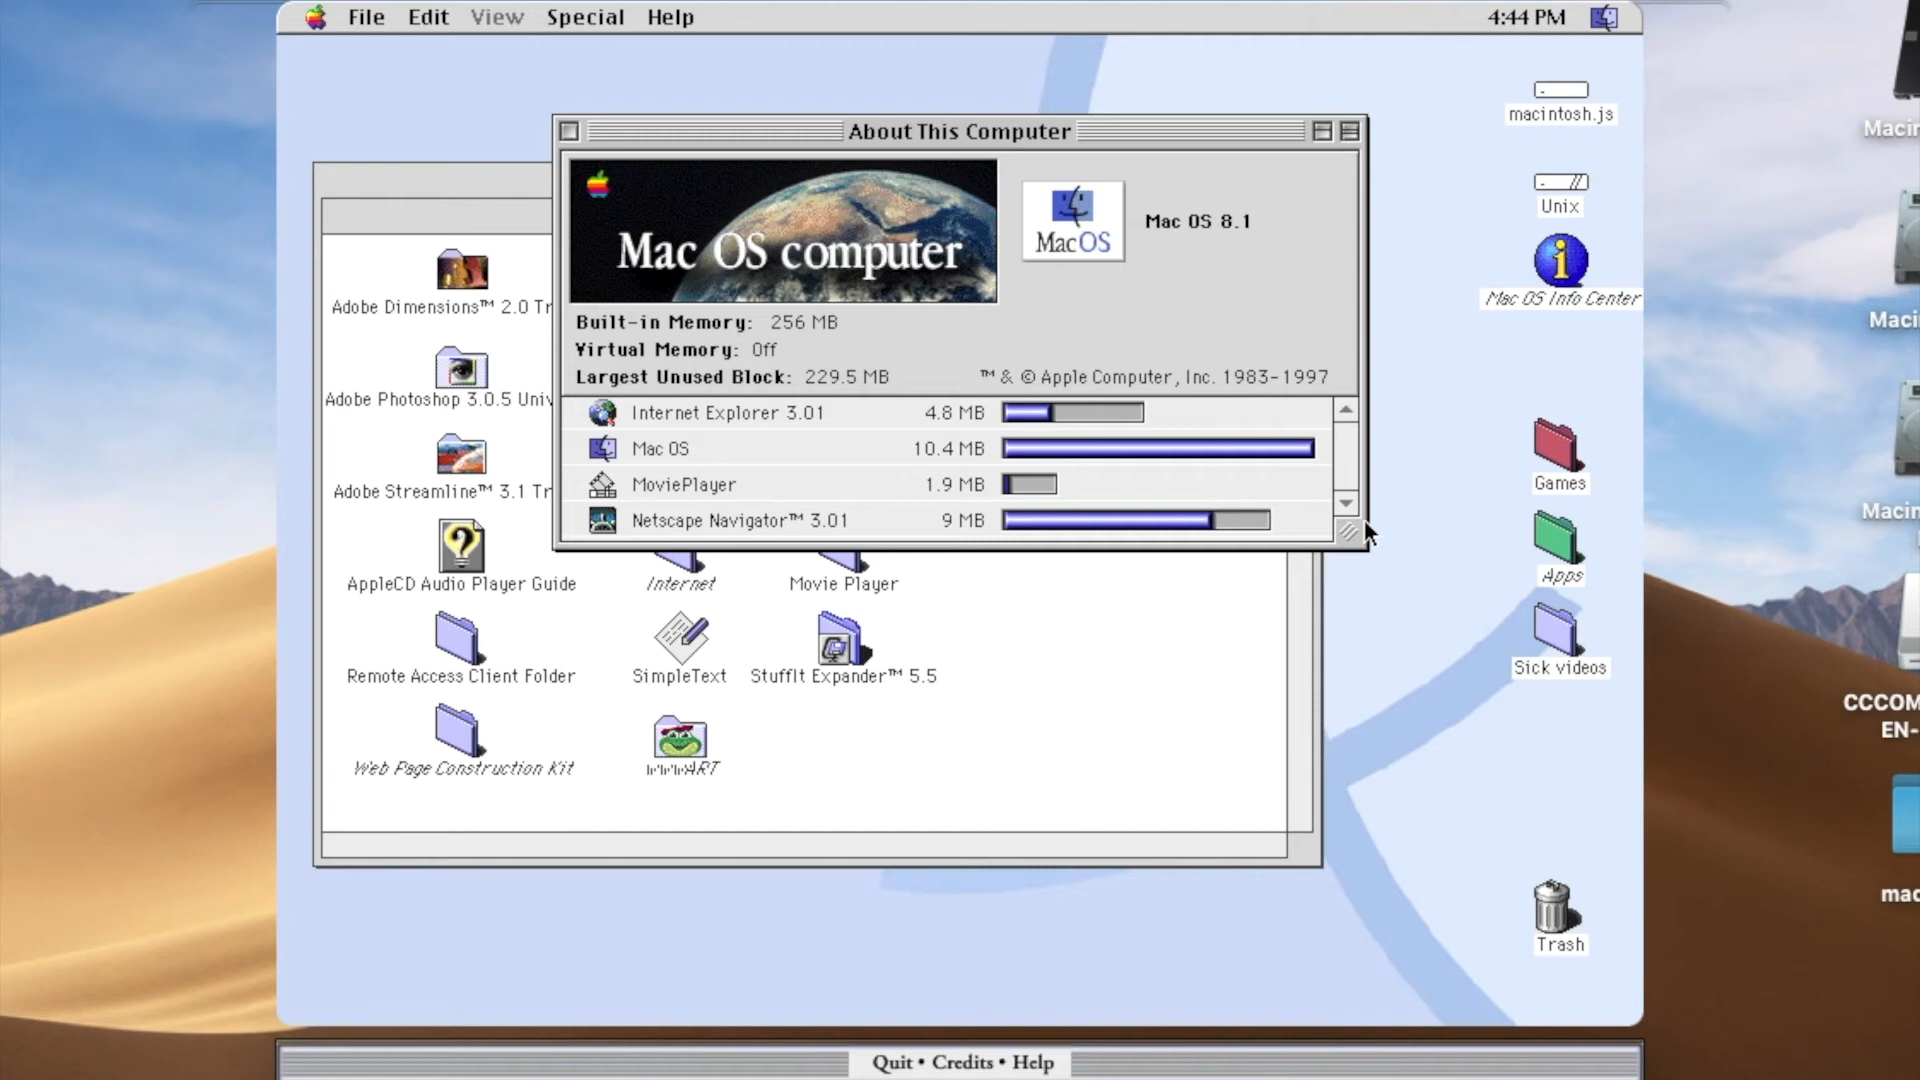 File Edit View Special Help
4:44 PM
About This Computer
Mac OS computer
MacOS
Mac OS 8.1
Built-in Memory: 256 MB
Virtual Memory: Off
Largest Unused Block: 229.5 MB
™ & © Apple Computer, Inc. 1983-1997
Internet Explorer 3.01 4.8 MB
Mac OS 10.4 MB
MoviePlayer 1.9 MB
Netscape Navigator™ 3.01 9 MB
Adobe Dimensions™ 2.0 Tr
Adobe Photoshop 3.0.5 Univ
Adobe Streamline™ 3.1 Tr
AppleCD Audio Player Guide
Internet
Movie Player
Remote Access Client Folder
SimpleText
StuffIt Expander™ 5.5
Web Page Construction Kit
wwwART
macintosh.js
Unix
Mac OS Info Center
Games
Apps
Sick videos
Trash
Macin
Macin
Macin
CCCOM
EN-
mac
Quit • Credits • Help